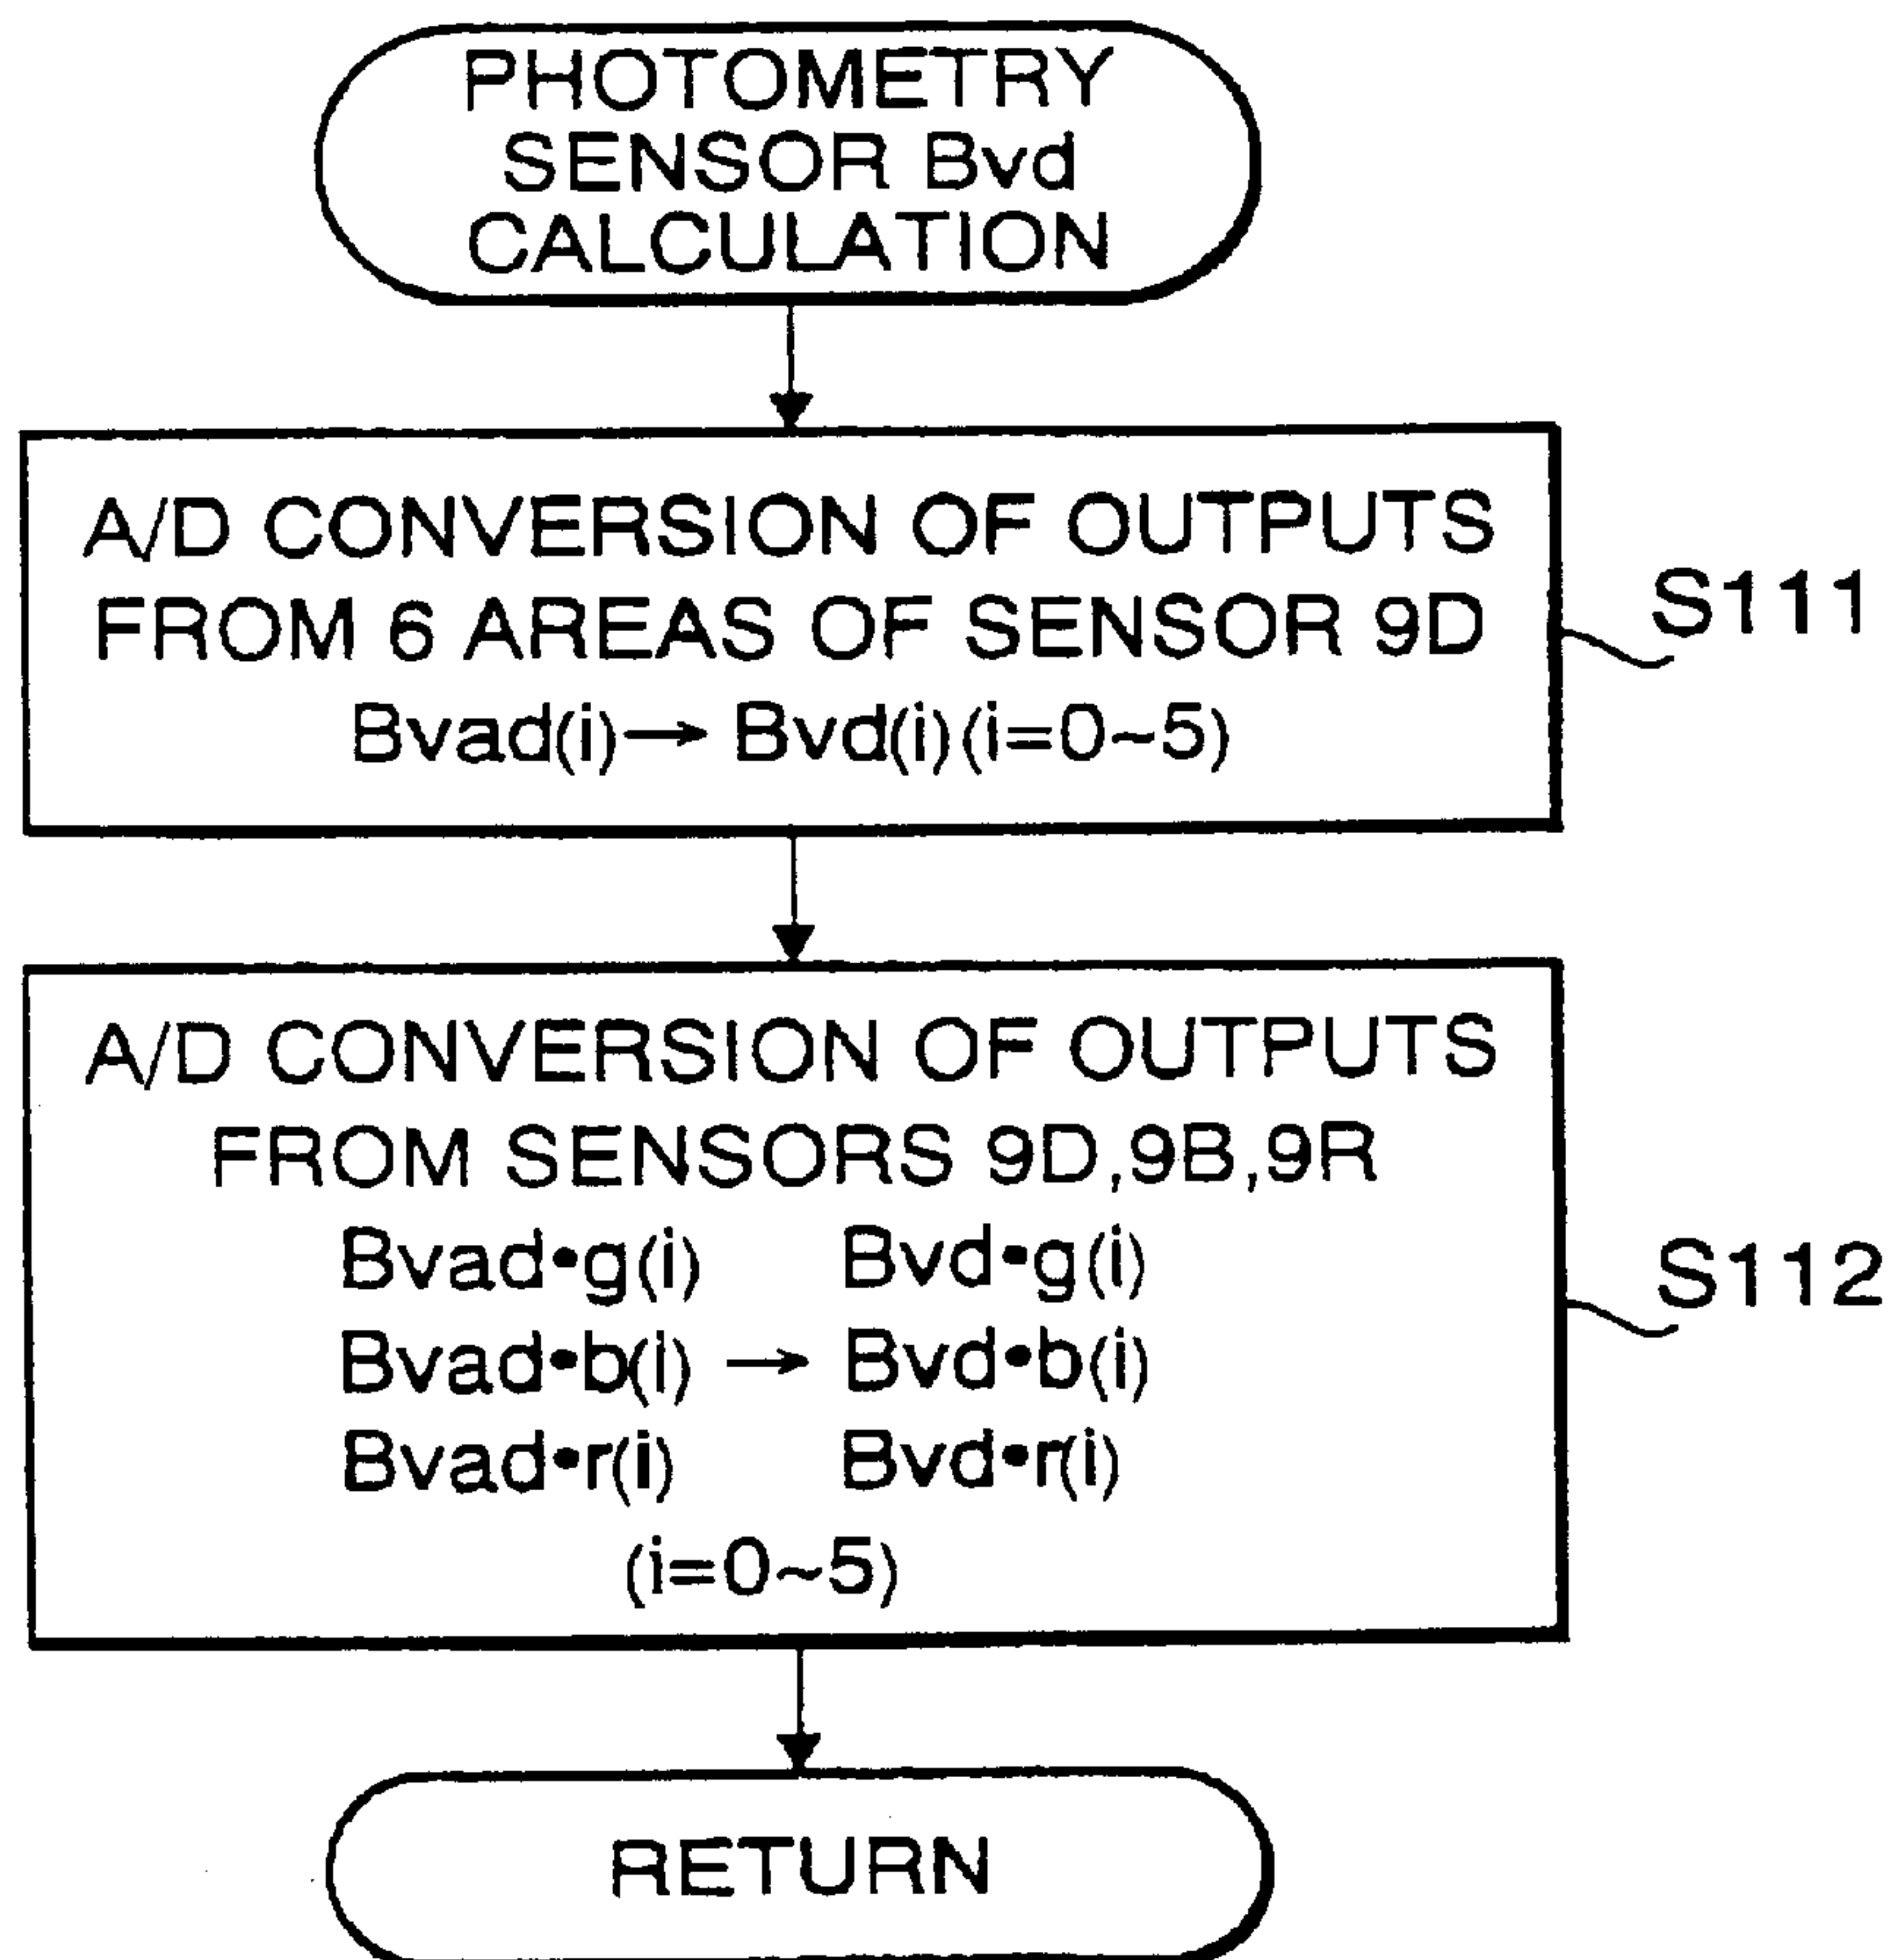 PHOTOMETRY
SENSOR Bvd
CALCULATION
A/D CONVERSION OF OUTPUTS
FROM 6 AREAS OF SENSOR 9D
Bvad(i)→ Bvd(i)(i=0~5)
S111
A/D CONVERSION OF OUTPUTS
FROM SENSORS 9D,9B,9R
Bvad•g(i) Bvd•g(i)
Bvad•b(i) → Bvd•b(i)
Bvad•r(i) Bvd•r(i)
(i=0~5)
S112
RETURN